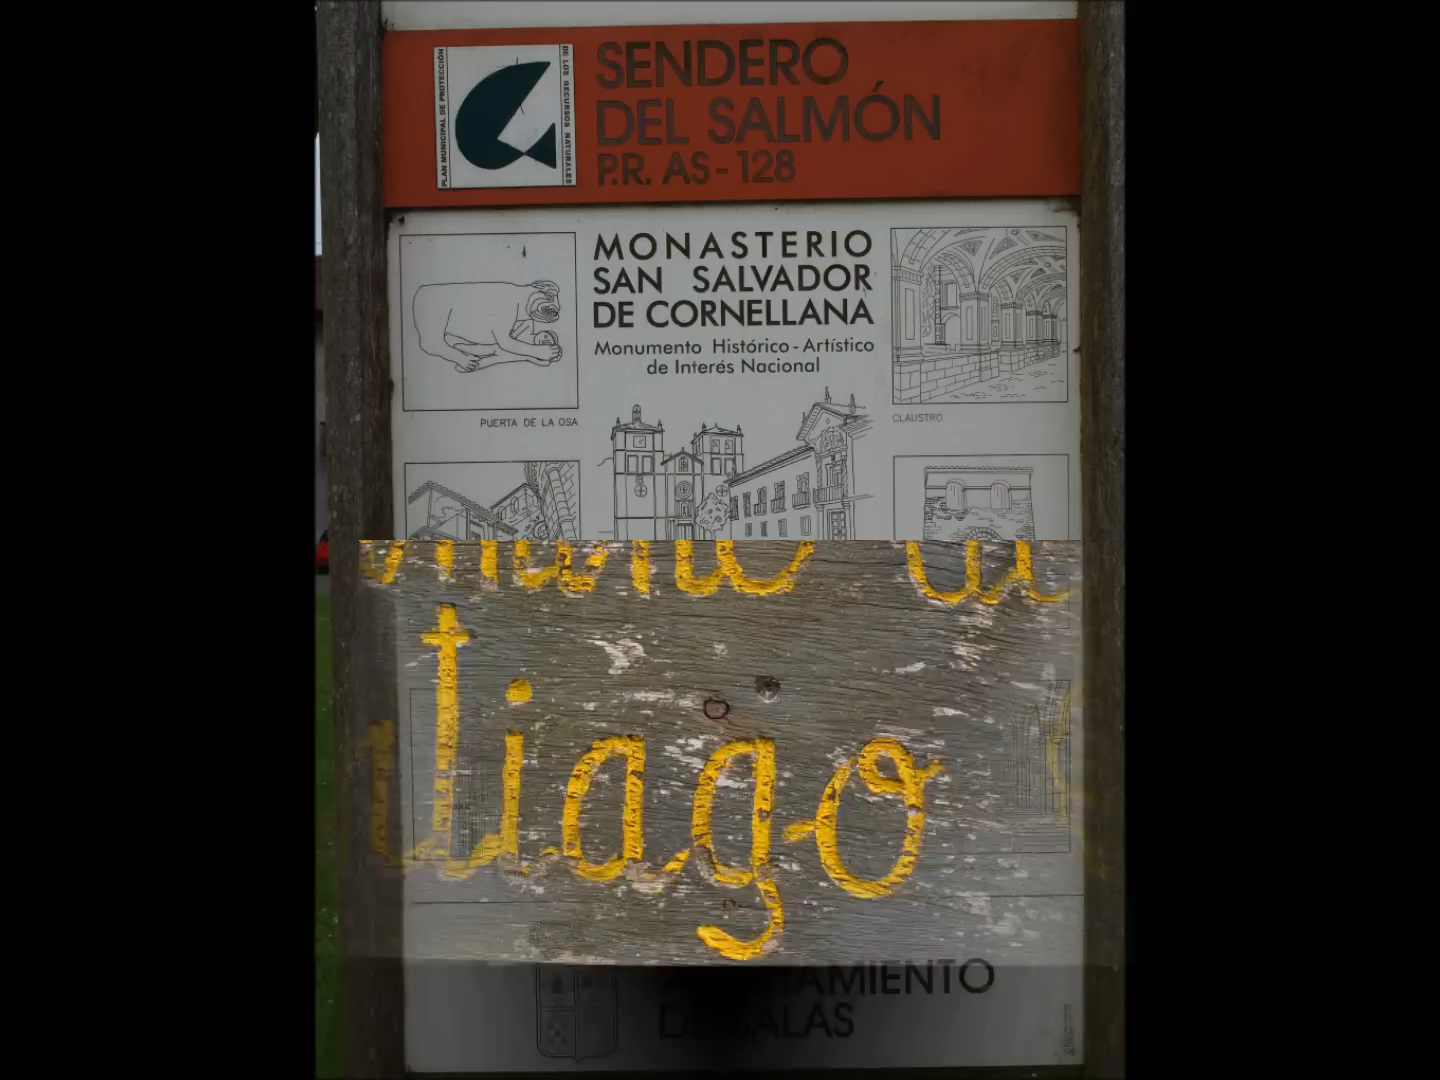 PLAN MUNICIPAL DE PROTECCIÓN
DE LOS RECURSOS NATURALES
SENDERO
DEL SALMÓN
P.R. AS-128
MONASTERIO
SAN SALVADOR
DE CORNELLANA
Monumento Histórico-Artístico
de Interés Nacional
PUERTA DE LA OSA
CLAUSTRO
tiago
DE SALAS